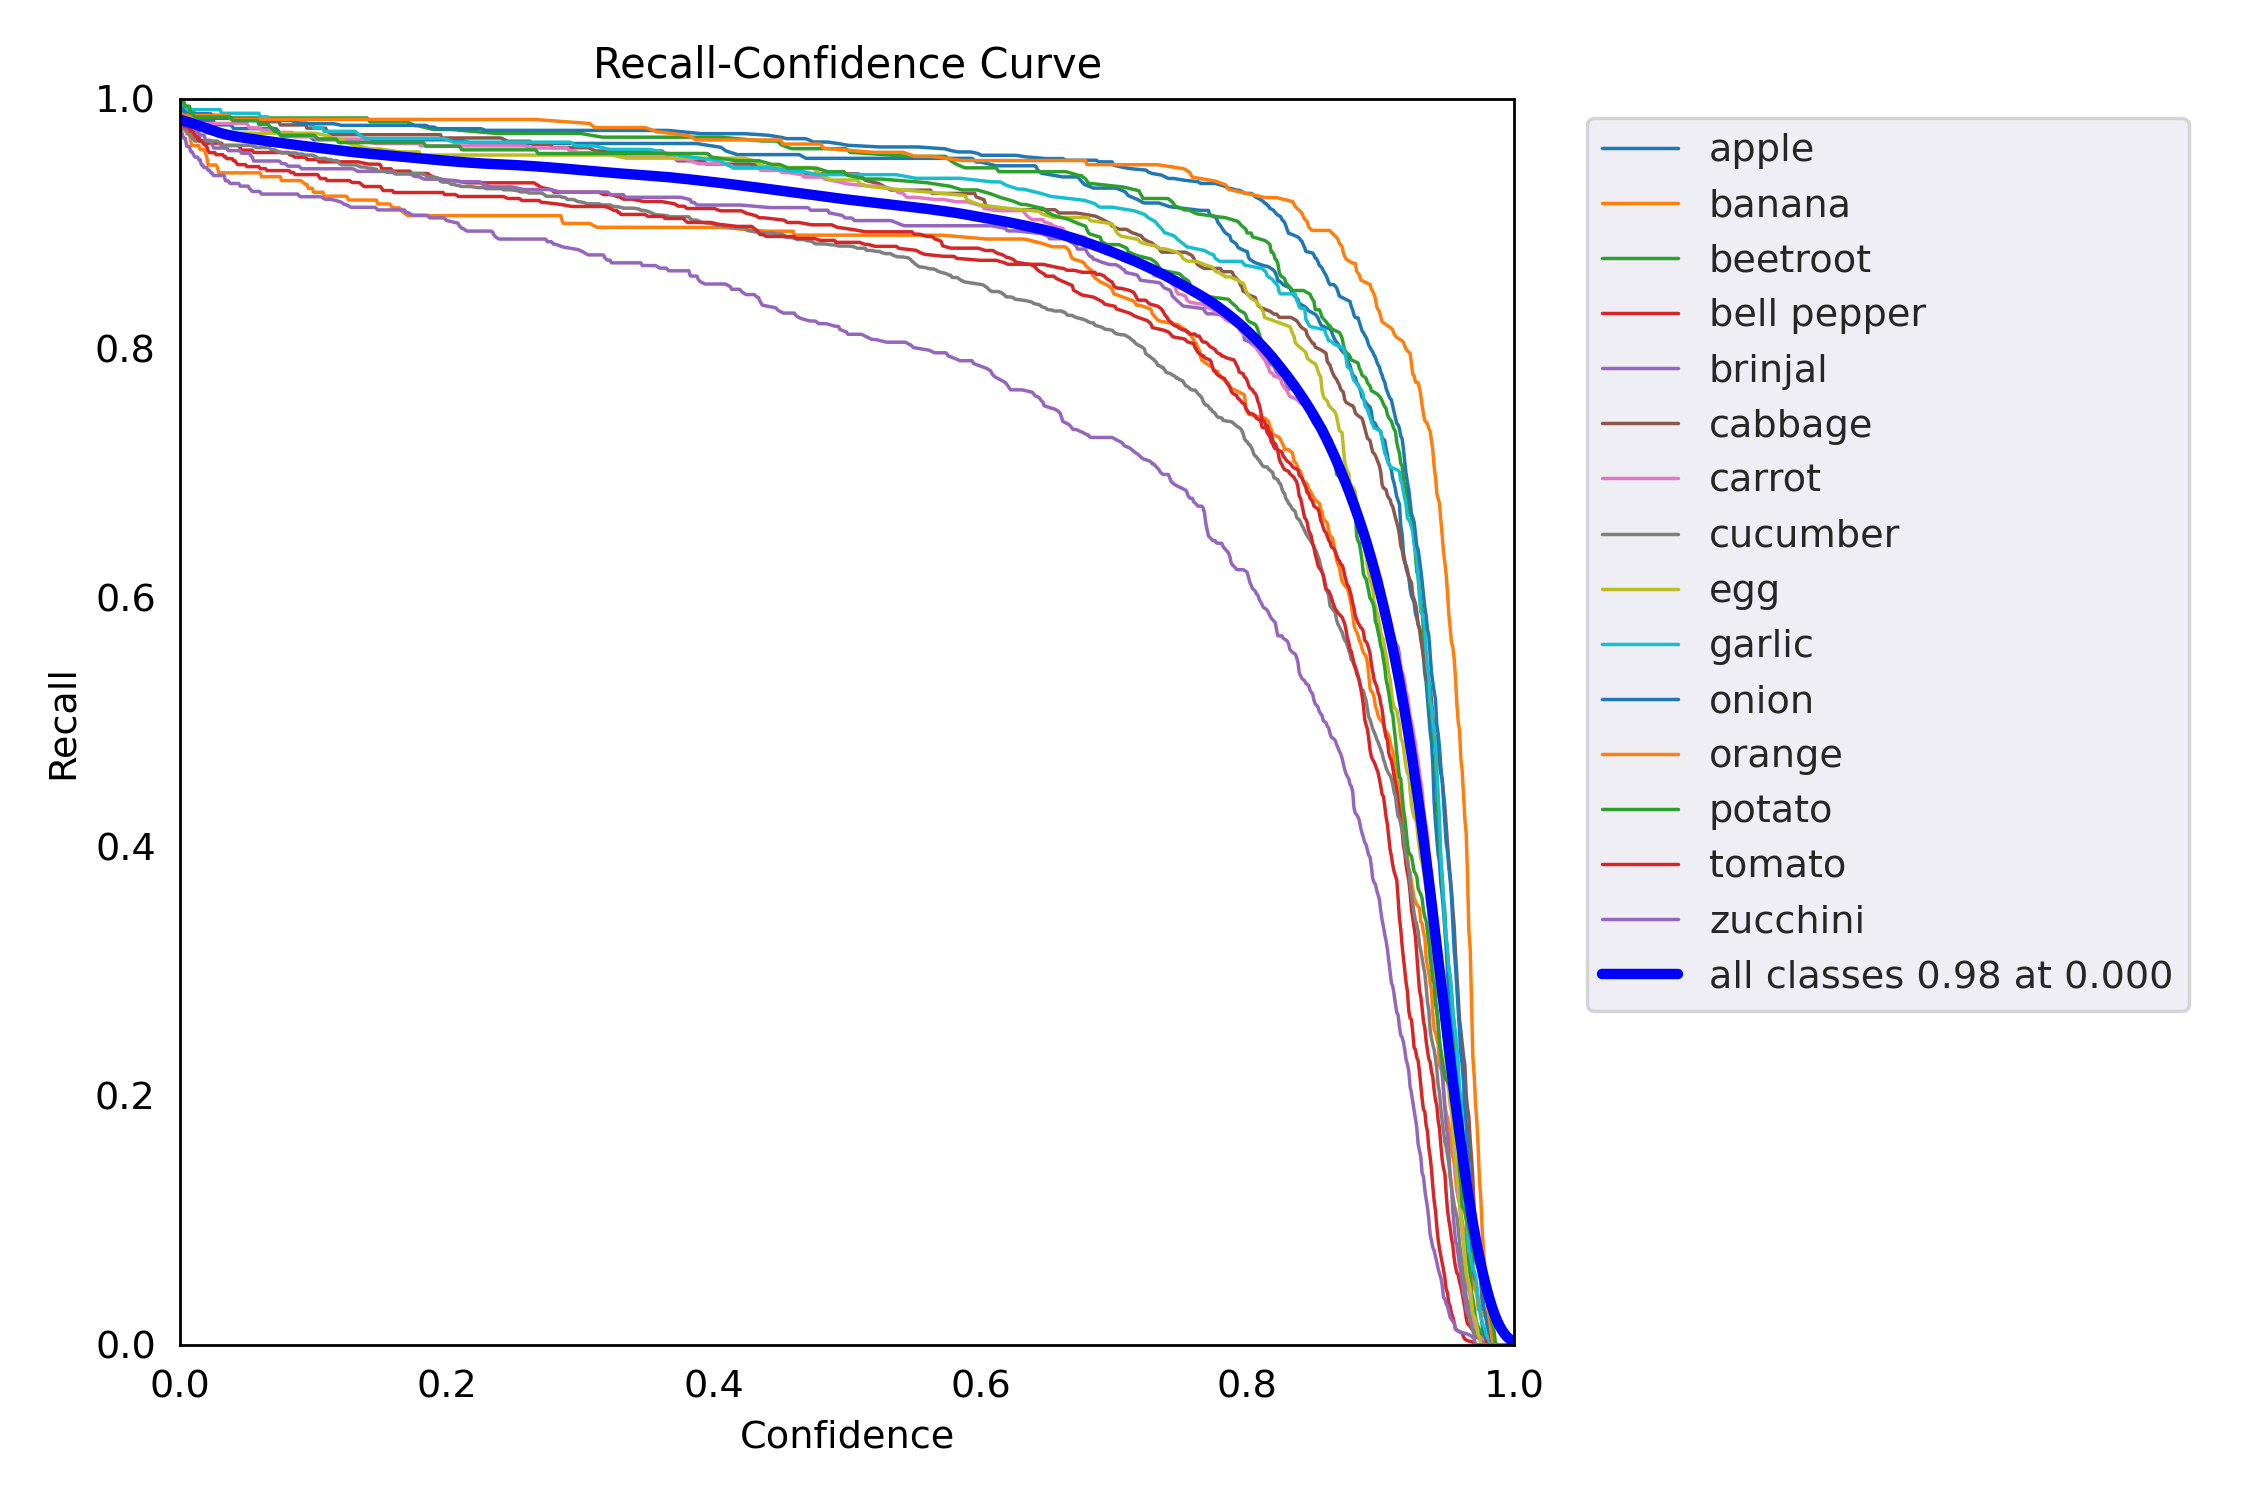 Recall-Confidence Curve
1.0
0.8
0.6
0.4
0.2
0.0
Recall
0.0 0.2 0.4 0.6 0.8 1.0
Confidence
apple
banana
beetroot
bell pepper
brinjal
cabbage
carrot
cucumber
egg
garlic
onion
orange
potato
tomato
zucchini
all classes 0.98 at 0.000